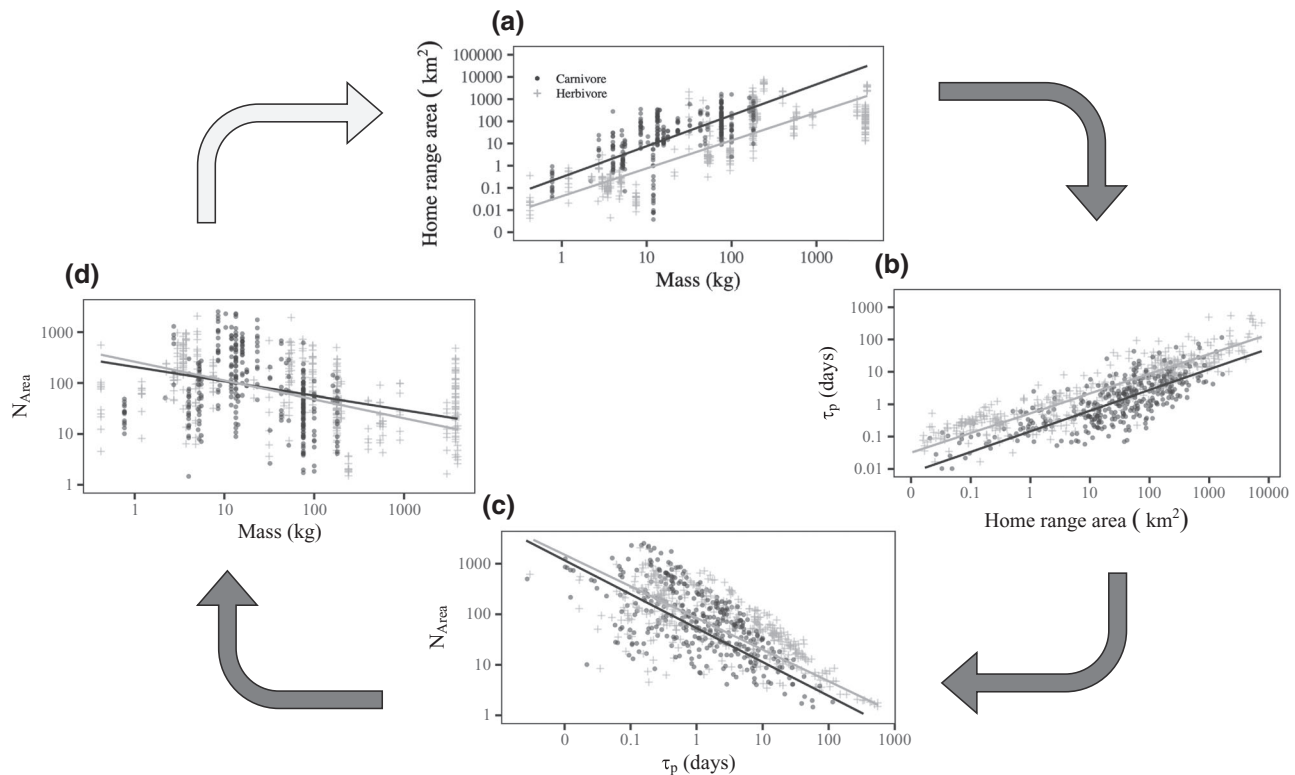 (a)
Home range area ( km²)
100000
10000
1000
100
10
1
0.1
0.01
0
Carnivore
Herbivore
1 10 100 1000
Mass (kg)
(b)
τp (days)
1000
100
10
1
0.1
0.01
0 0.1 1 10 100 1000 10000
Home range area ( km²)
(c)
N_Area
1000
100
10
1
0 0.1 1 10 100 1000
τp (days)
(d)
N_Area
1000
100
10
1
1 10 100 1000
Mass (kg)